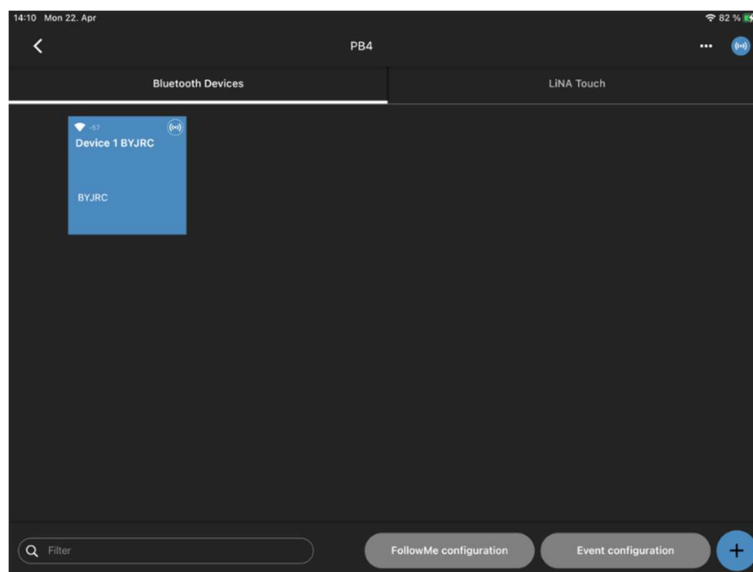 14:10 Mon 22. Apr
82 %
PB4
Bluetooth Devices
LiNA Touch
-57
Device 1 BYJRC
BYJRC
Filter
FollowMe configuration
Event configuration